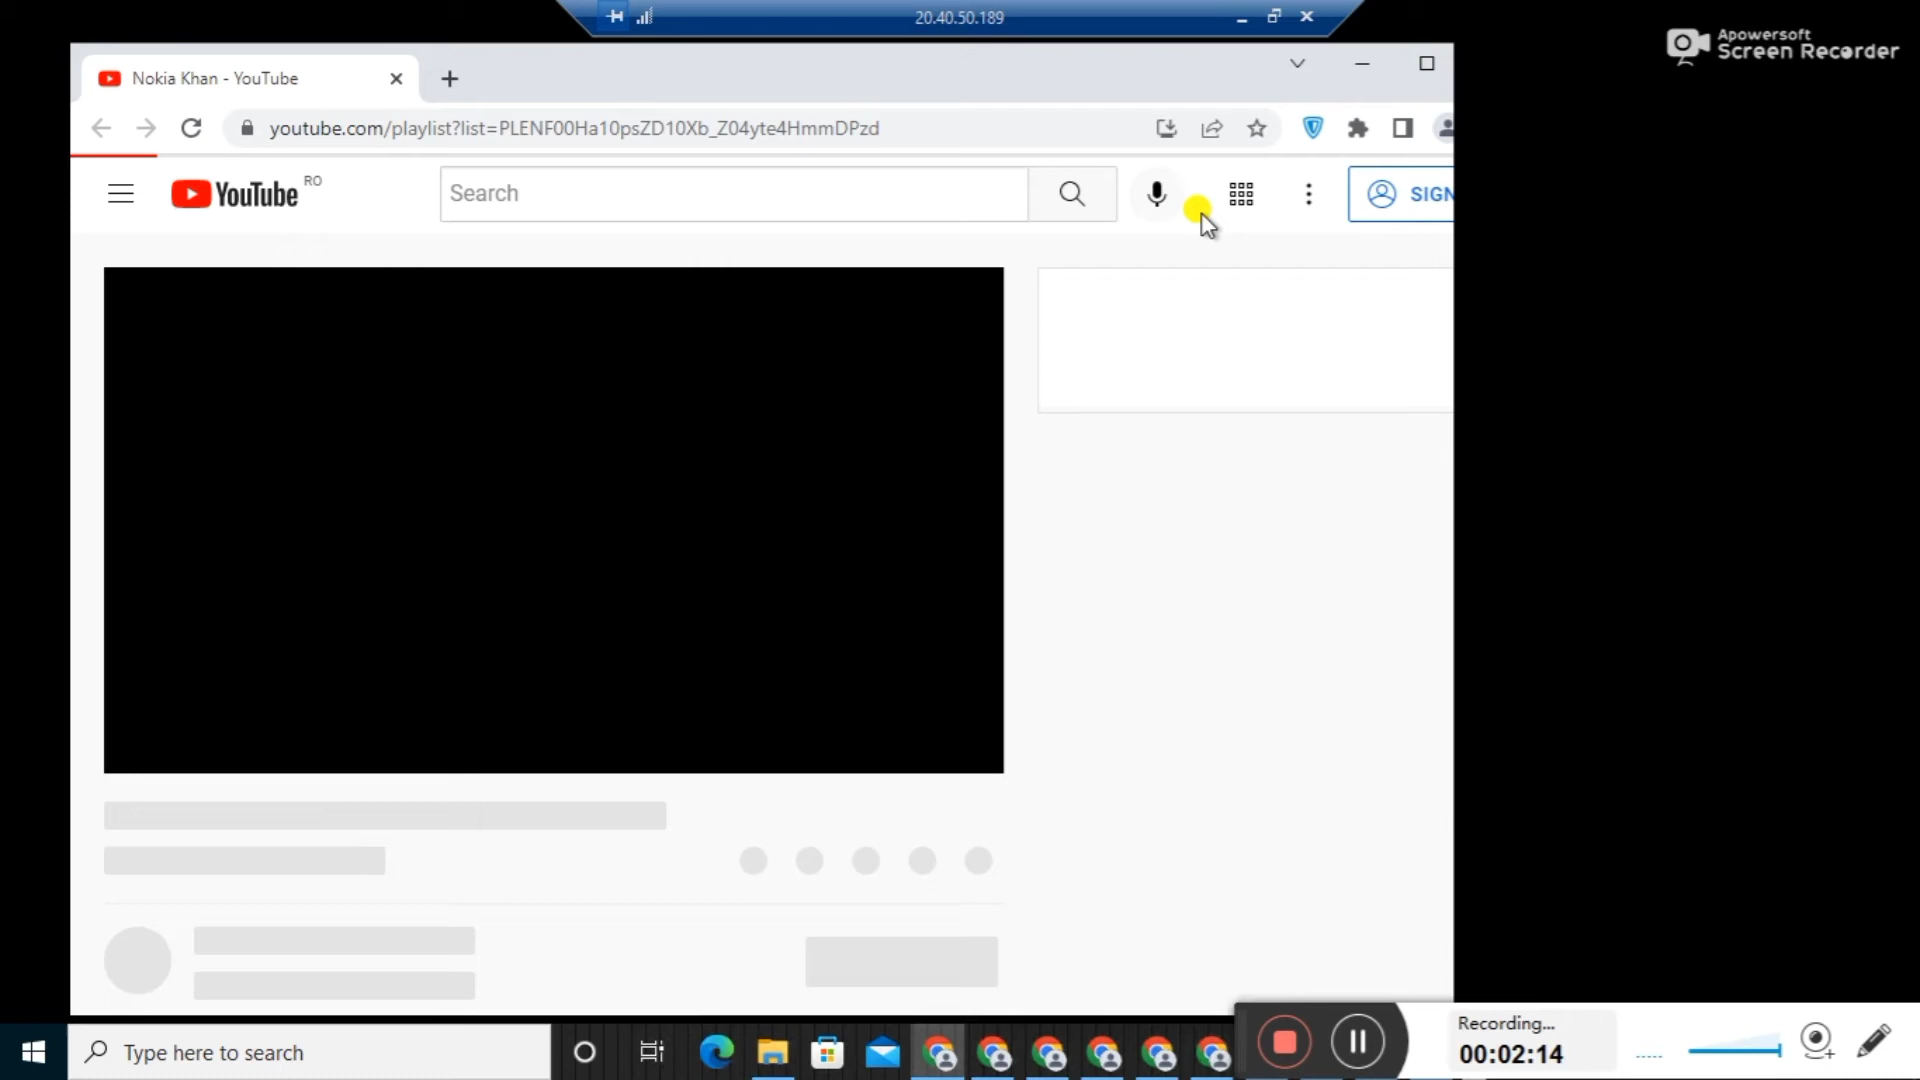 20.40.50.189
Apowersoft
Screen Recorder
Nokia Khan - YouTube
youtube.com/playlist?list=PLENF00Ha10psZD10Xb_Z04yte4HmmDPzd
YouTube RO
Search
SIGN
Recording...
00:02:14
Type here to search